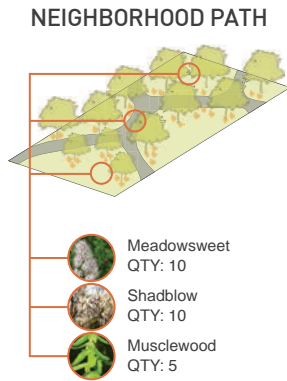 NEIGHBORHOOD PATH
Meadowsweet
QTY: 10
Shadblow
QTY: 10
Musclewood
QTY: 5